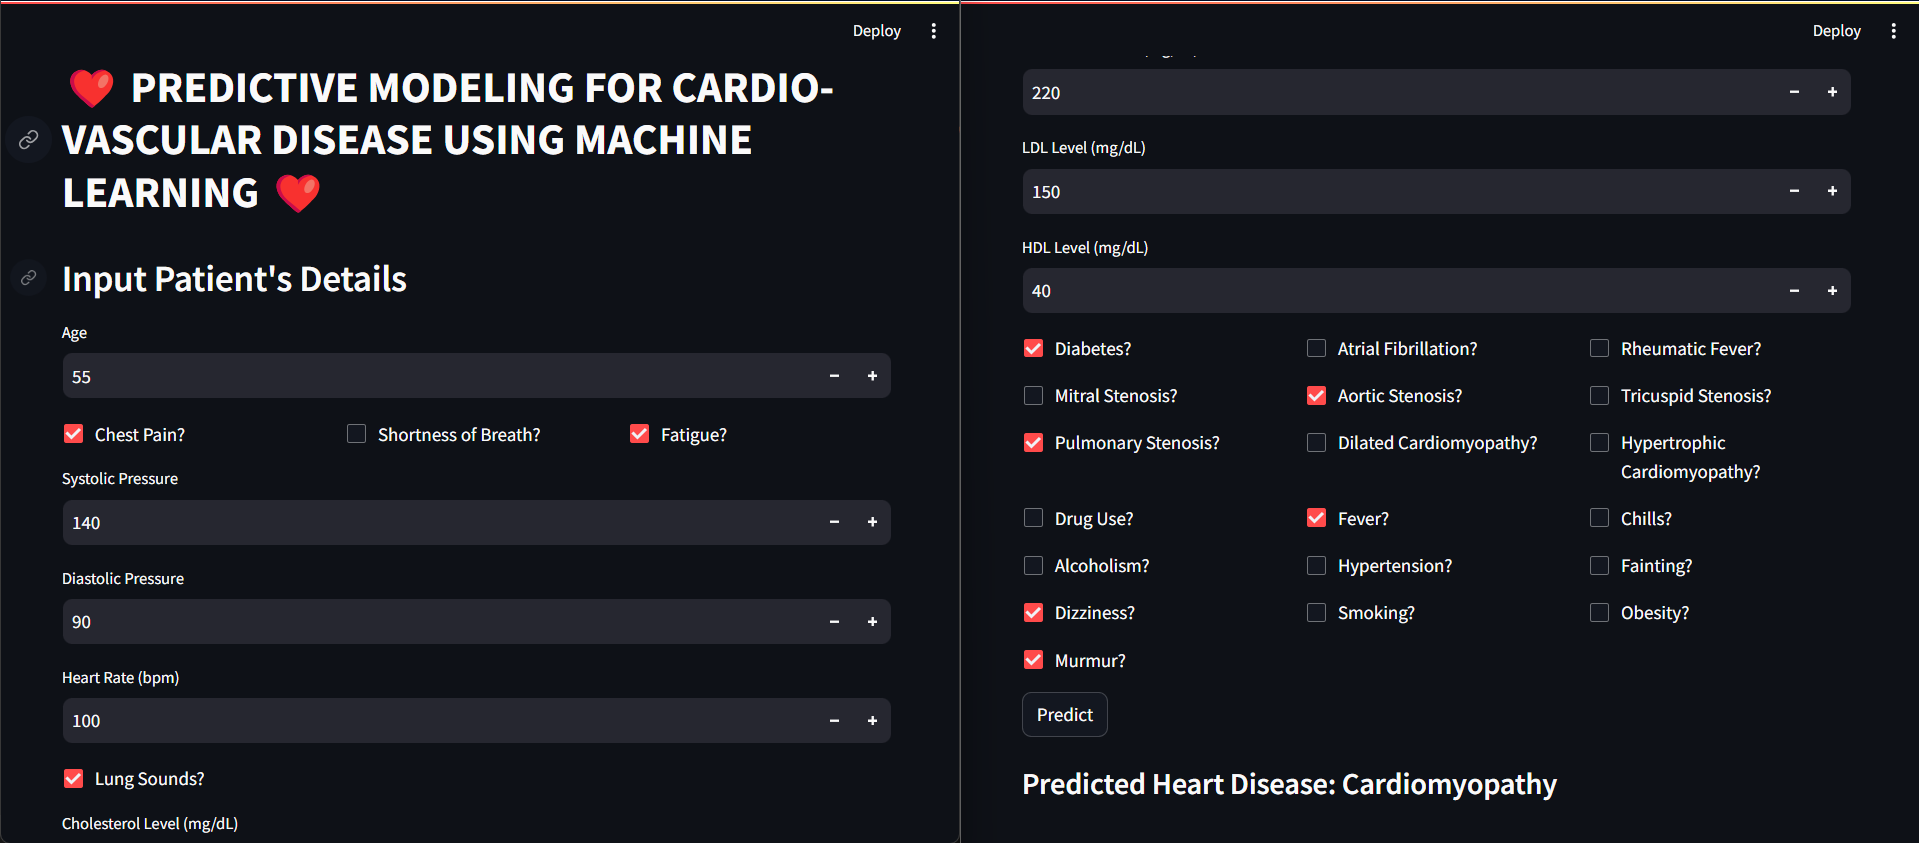 Deploy
PREDICTIVE MODELING FOR CARDIO-
VASCULAR DISEASE USING MACHINE
LEARNING
Input Patient's Details
Age
55
Chest Pain? Shortness of Breath? Fatigue?
Systolic Pressure
140
Diastolic Pressure
90
Heart Rate (bpm)
100
Lung Sounds?
Cholesterol Level (mg/dL)
Deploy
220
LDL Level (mg/dL)
150
HDL Level (mg/dL)
40
Diabetes? Atrial Fibrillation? Rheumatic Fever?
Mitral Stenosis? Aortic Stenosis? Tricuspid Stenosis?
Pulmonary Stenosis? Dilated Cardiomyopathy? Hypertrophic
Cardiomyopathy?
Drug Use? Fever? Chills?
Alcoholism? Hypertension? Fainting?
Dizziness? Smoking? Obesity?
Murmur?
Predict
Predicted Heart Disease: Cardiomyopathy